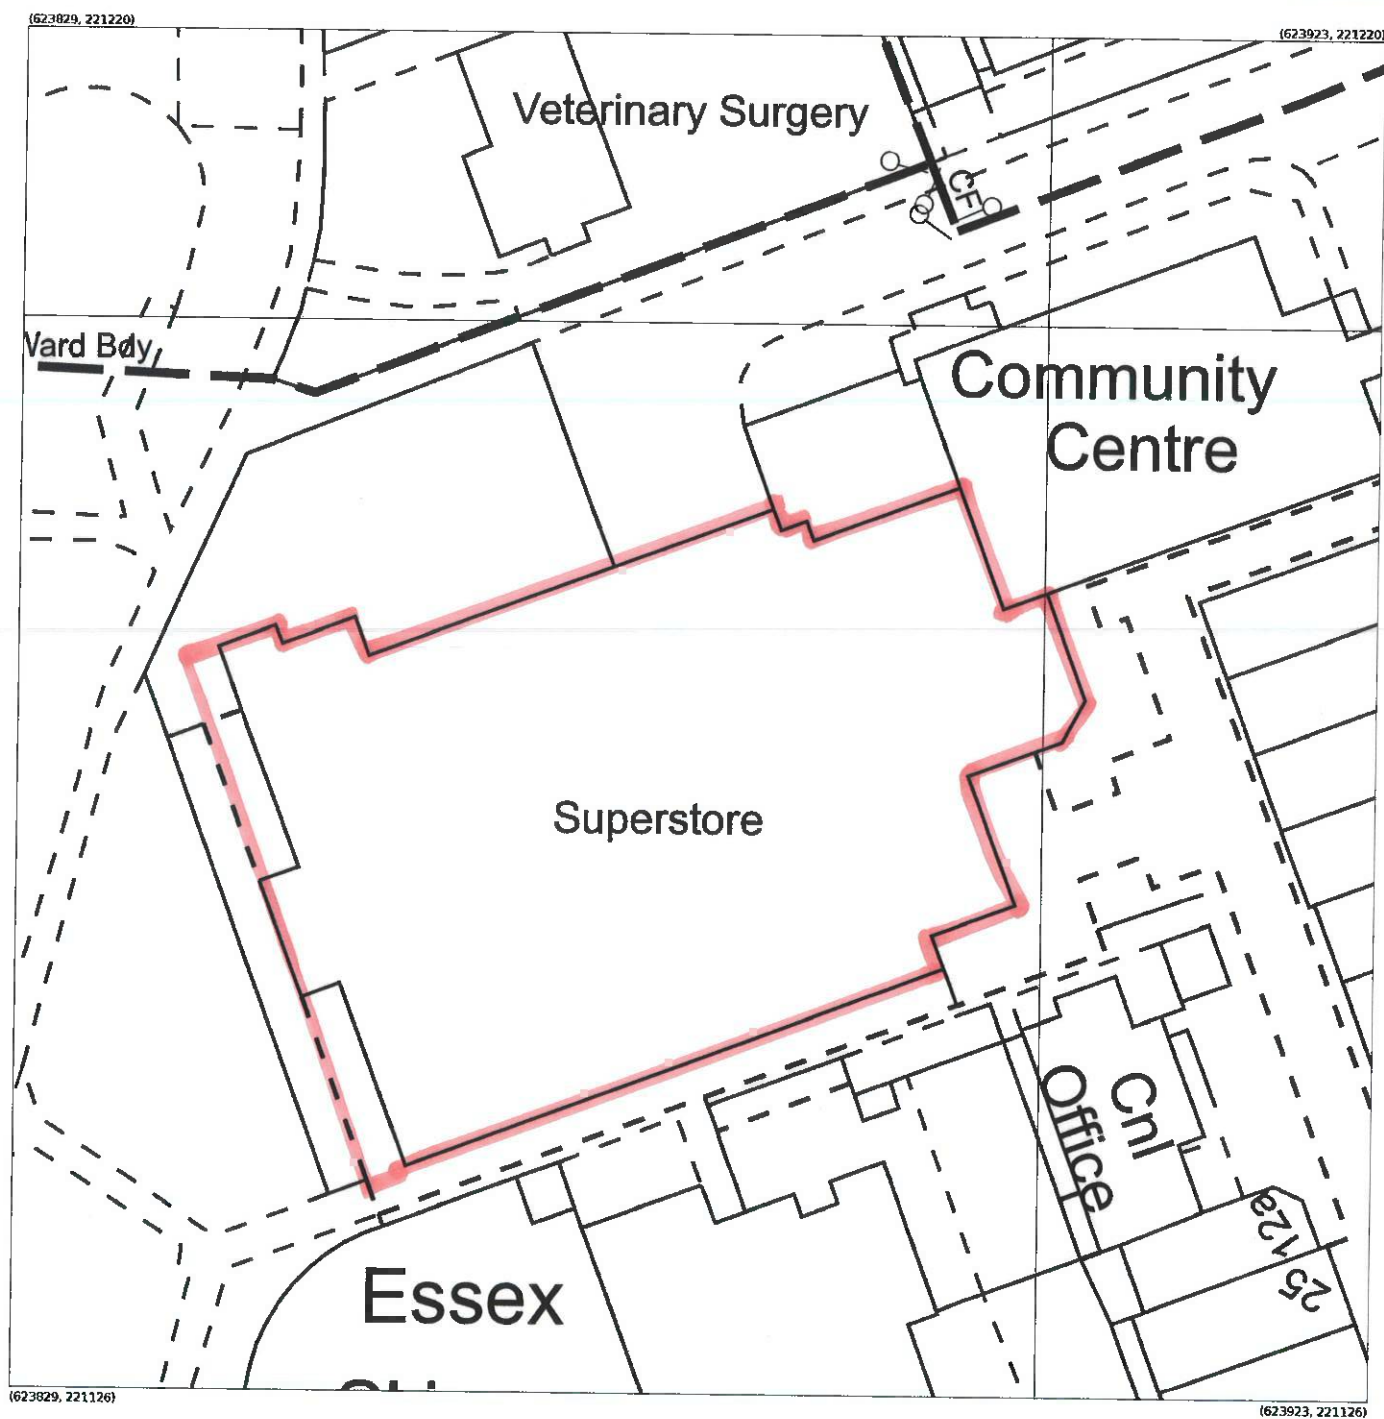 (623829, 221220)
(623923, 221220)
Veterinary Surgery
CF
Ward Bdy
Community
Centre
Superstore
Cnl
Office
12a
25
Essex
(623829, 221126)
(623923, 221126)